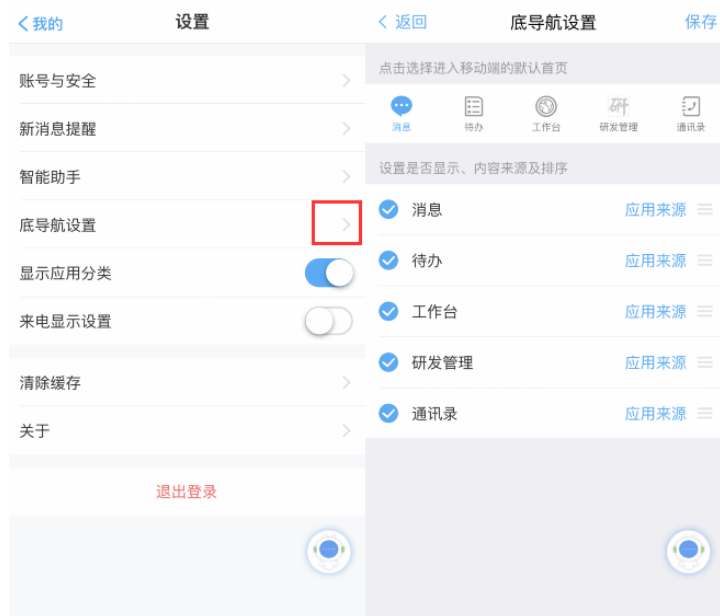 我的
设置
账号与安全
新消息提醒
智能助手
底导航设置
显示应用分类
来电显示设置
清除缓存
关于
退出登录
返回
底导航设置
保存
点击选择进入移动端的默认首页
研
消息
待办
工作台
研发管理
通讯录
设置是否显示、内容来源及排序
消息 应用来源
待办 应用来源
工作台 应用来源
研发管理 应用来源
通讯录 应用来源